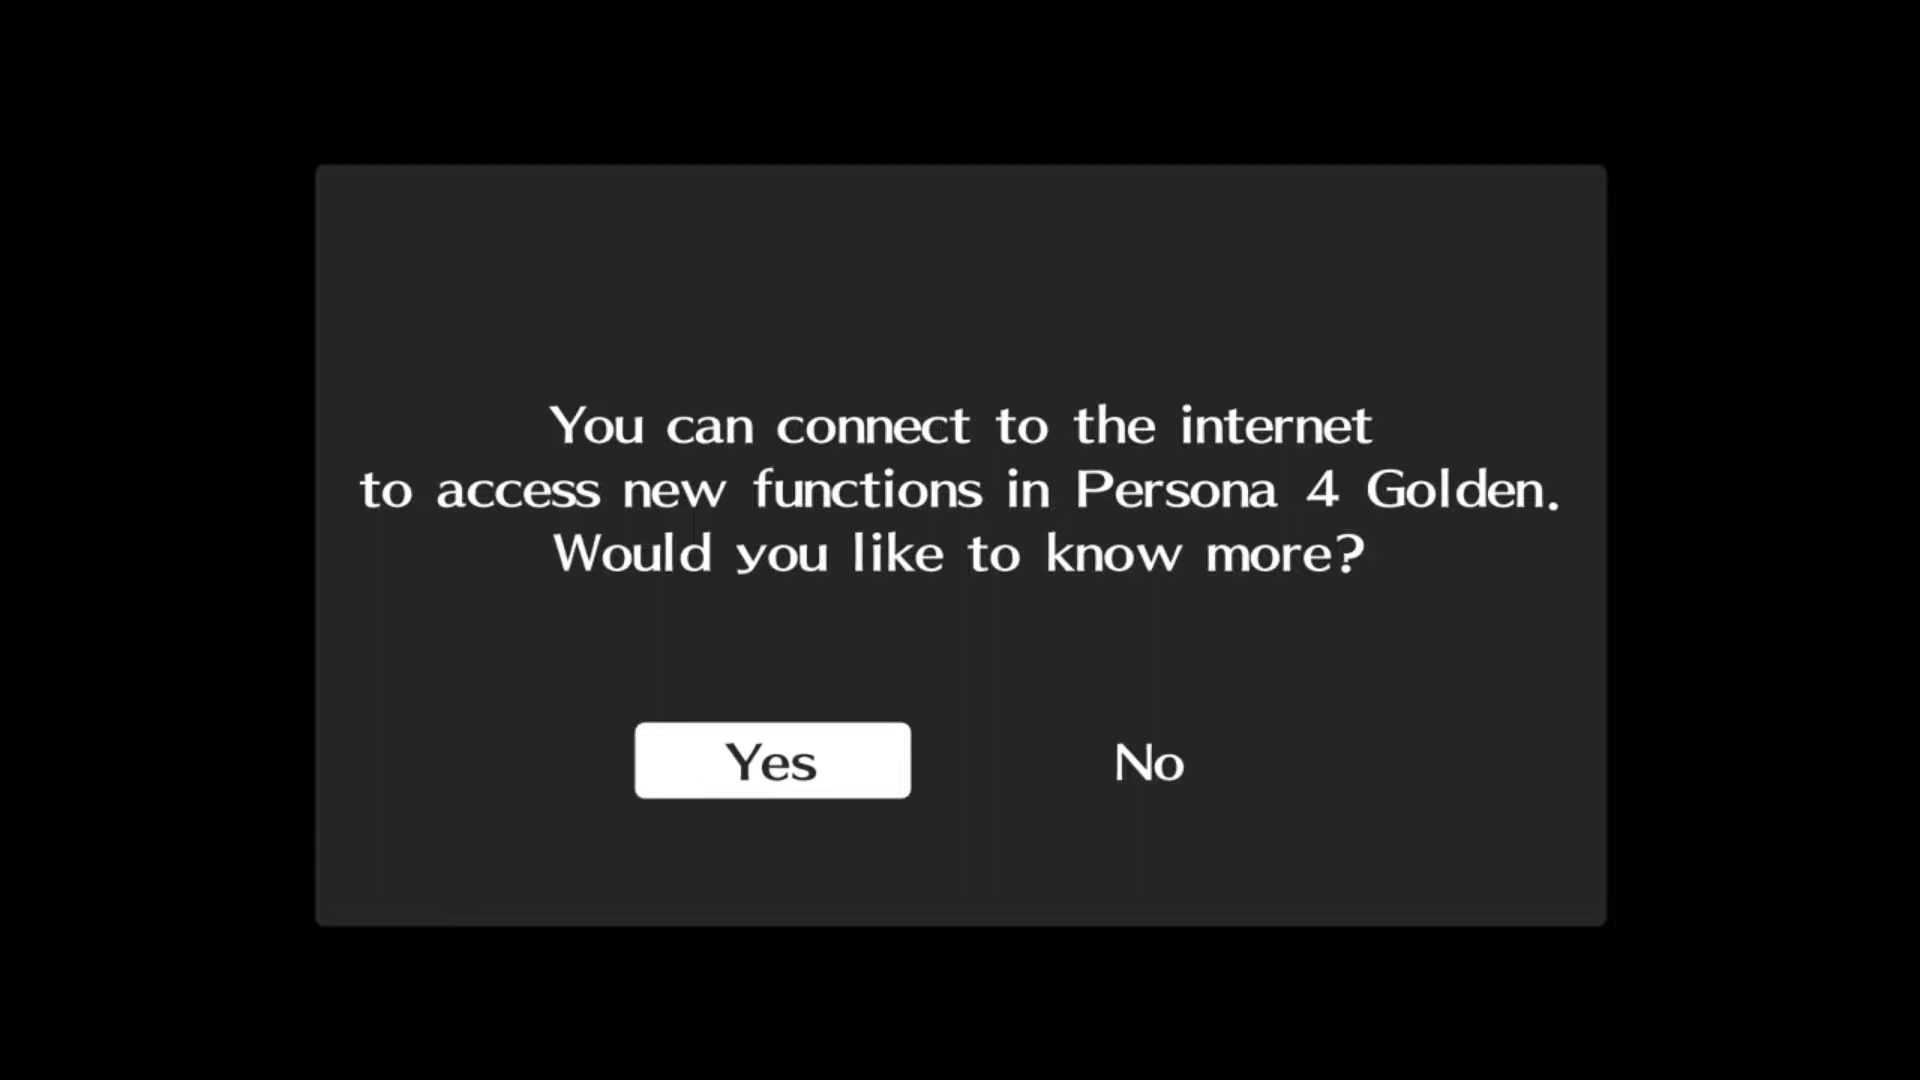 You can connect to the internet
to access new functions in Persona 4 Golden.
Would you like to know more?
Yes No